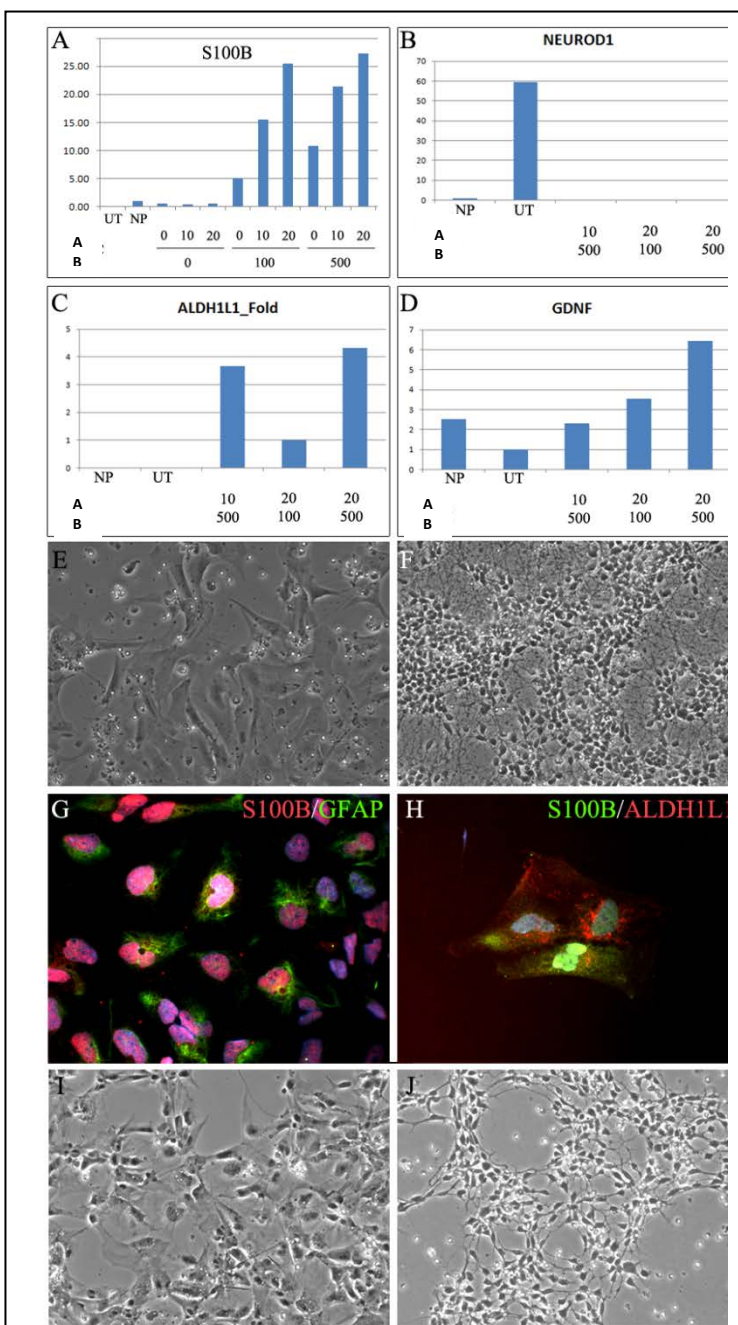 A
S100B
25.00
20.00
15.00
10.00
5.00
0.00
UT NP
A 0 10 20 0 10 20 0 10 20
B 0 100 500
B
NEUROD1
70
60
50
40
30
20
10
0
NP UT
A 10 20 20
B 500 100 500
C
ALDH1L1_Fold
5
4
3
2
1
0
NP UT
A 10 20 20
B 500 100 500
D
GDNF
7
6
5
4
3
2
1
0
NP UT
A 10 20 20
B 500 100 500
E
F
G S100B/GFAP
H S100B/ALDH1L1
I
J